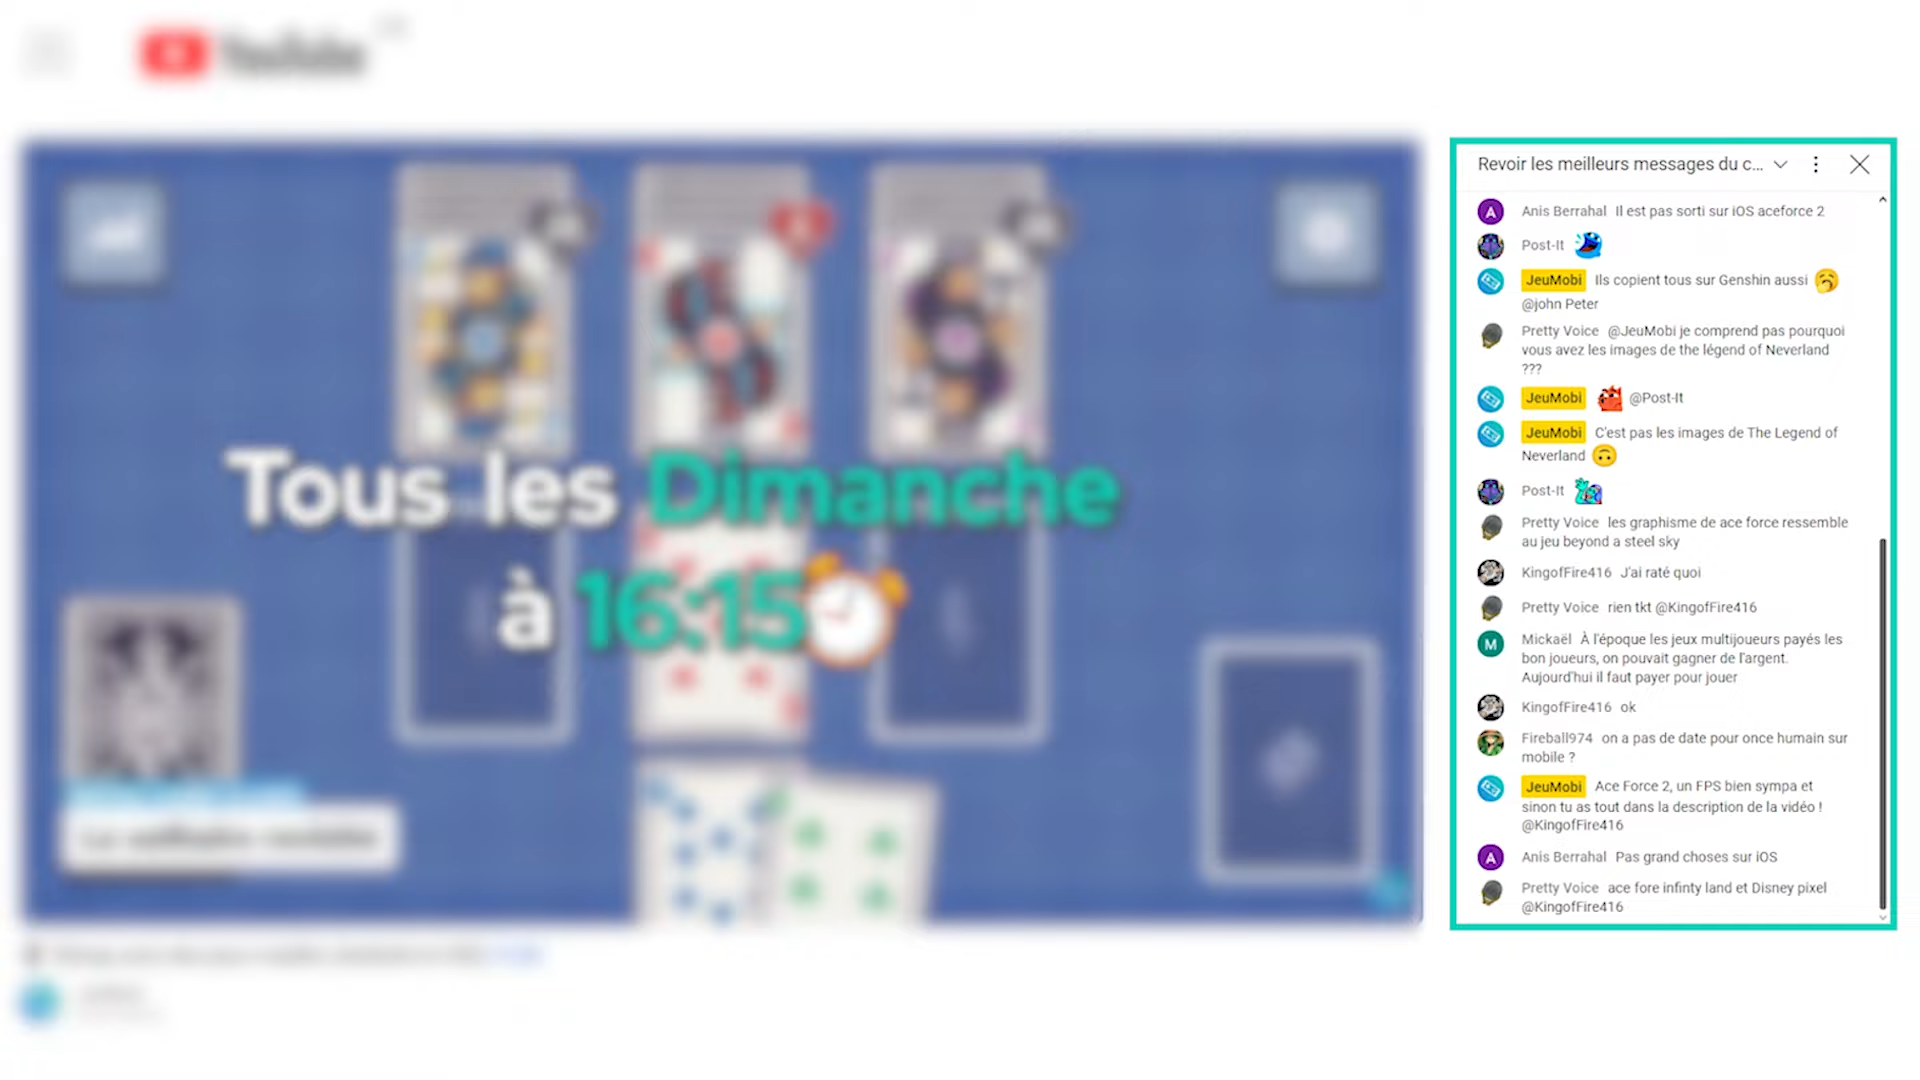 YouTube
Tous les Dimanche
à 16:15
Revoir les meilleurs messages du c...
A
Anis Berrahal Il est pas sorti sur iOS aceforce 2
Post-It
JeuMobi Ils copient tous sur Genshin aussi
@john Peter
Pretty Voice @JeuMobi je comprend pas pourquoi
vous avez les images de the légend of Neverland
???
JeuMobi @Post-It
JeuMobi C'est pas les images de The Legend of
Neverland
Post-It
Pretty Voice les graphisme de ace force ressemble
au jeu beyond a steel sky
KingofFire416 J'ai raté quoi
Pretty Voice rien tkt @KingofFire416
M
Mickaël À l'époque les jeux multijoueurs payés les
bon joueurs, on pouvait gagner de l'argent.
Aujourd'hui il faut payer pour jouer
KingofFire416 ok
Fireball974 on a pas de date pour once humain sur
mobile ?
JeuMobi Ace Force 2, un FPS bien sympa et
sinon tu as tout dans la description de la vidéo !
@KingofFire416
A
Anis Berrahal Pas grand choses sur iOS
Pretty Voice ace fore infinty land et Disney pixel
@KingofFire416